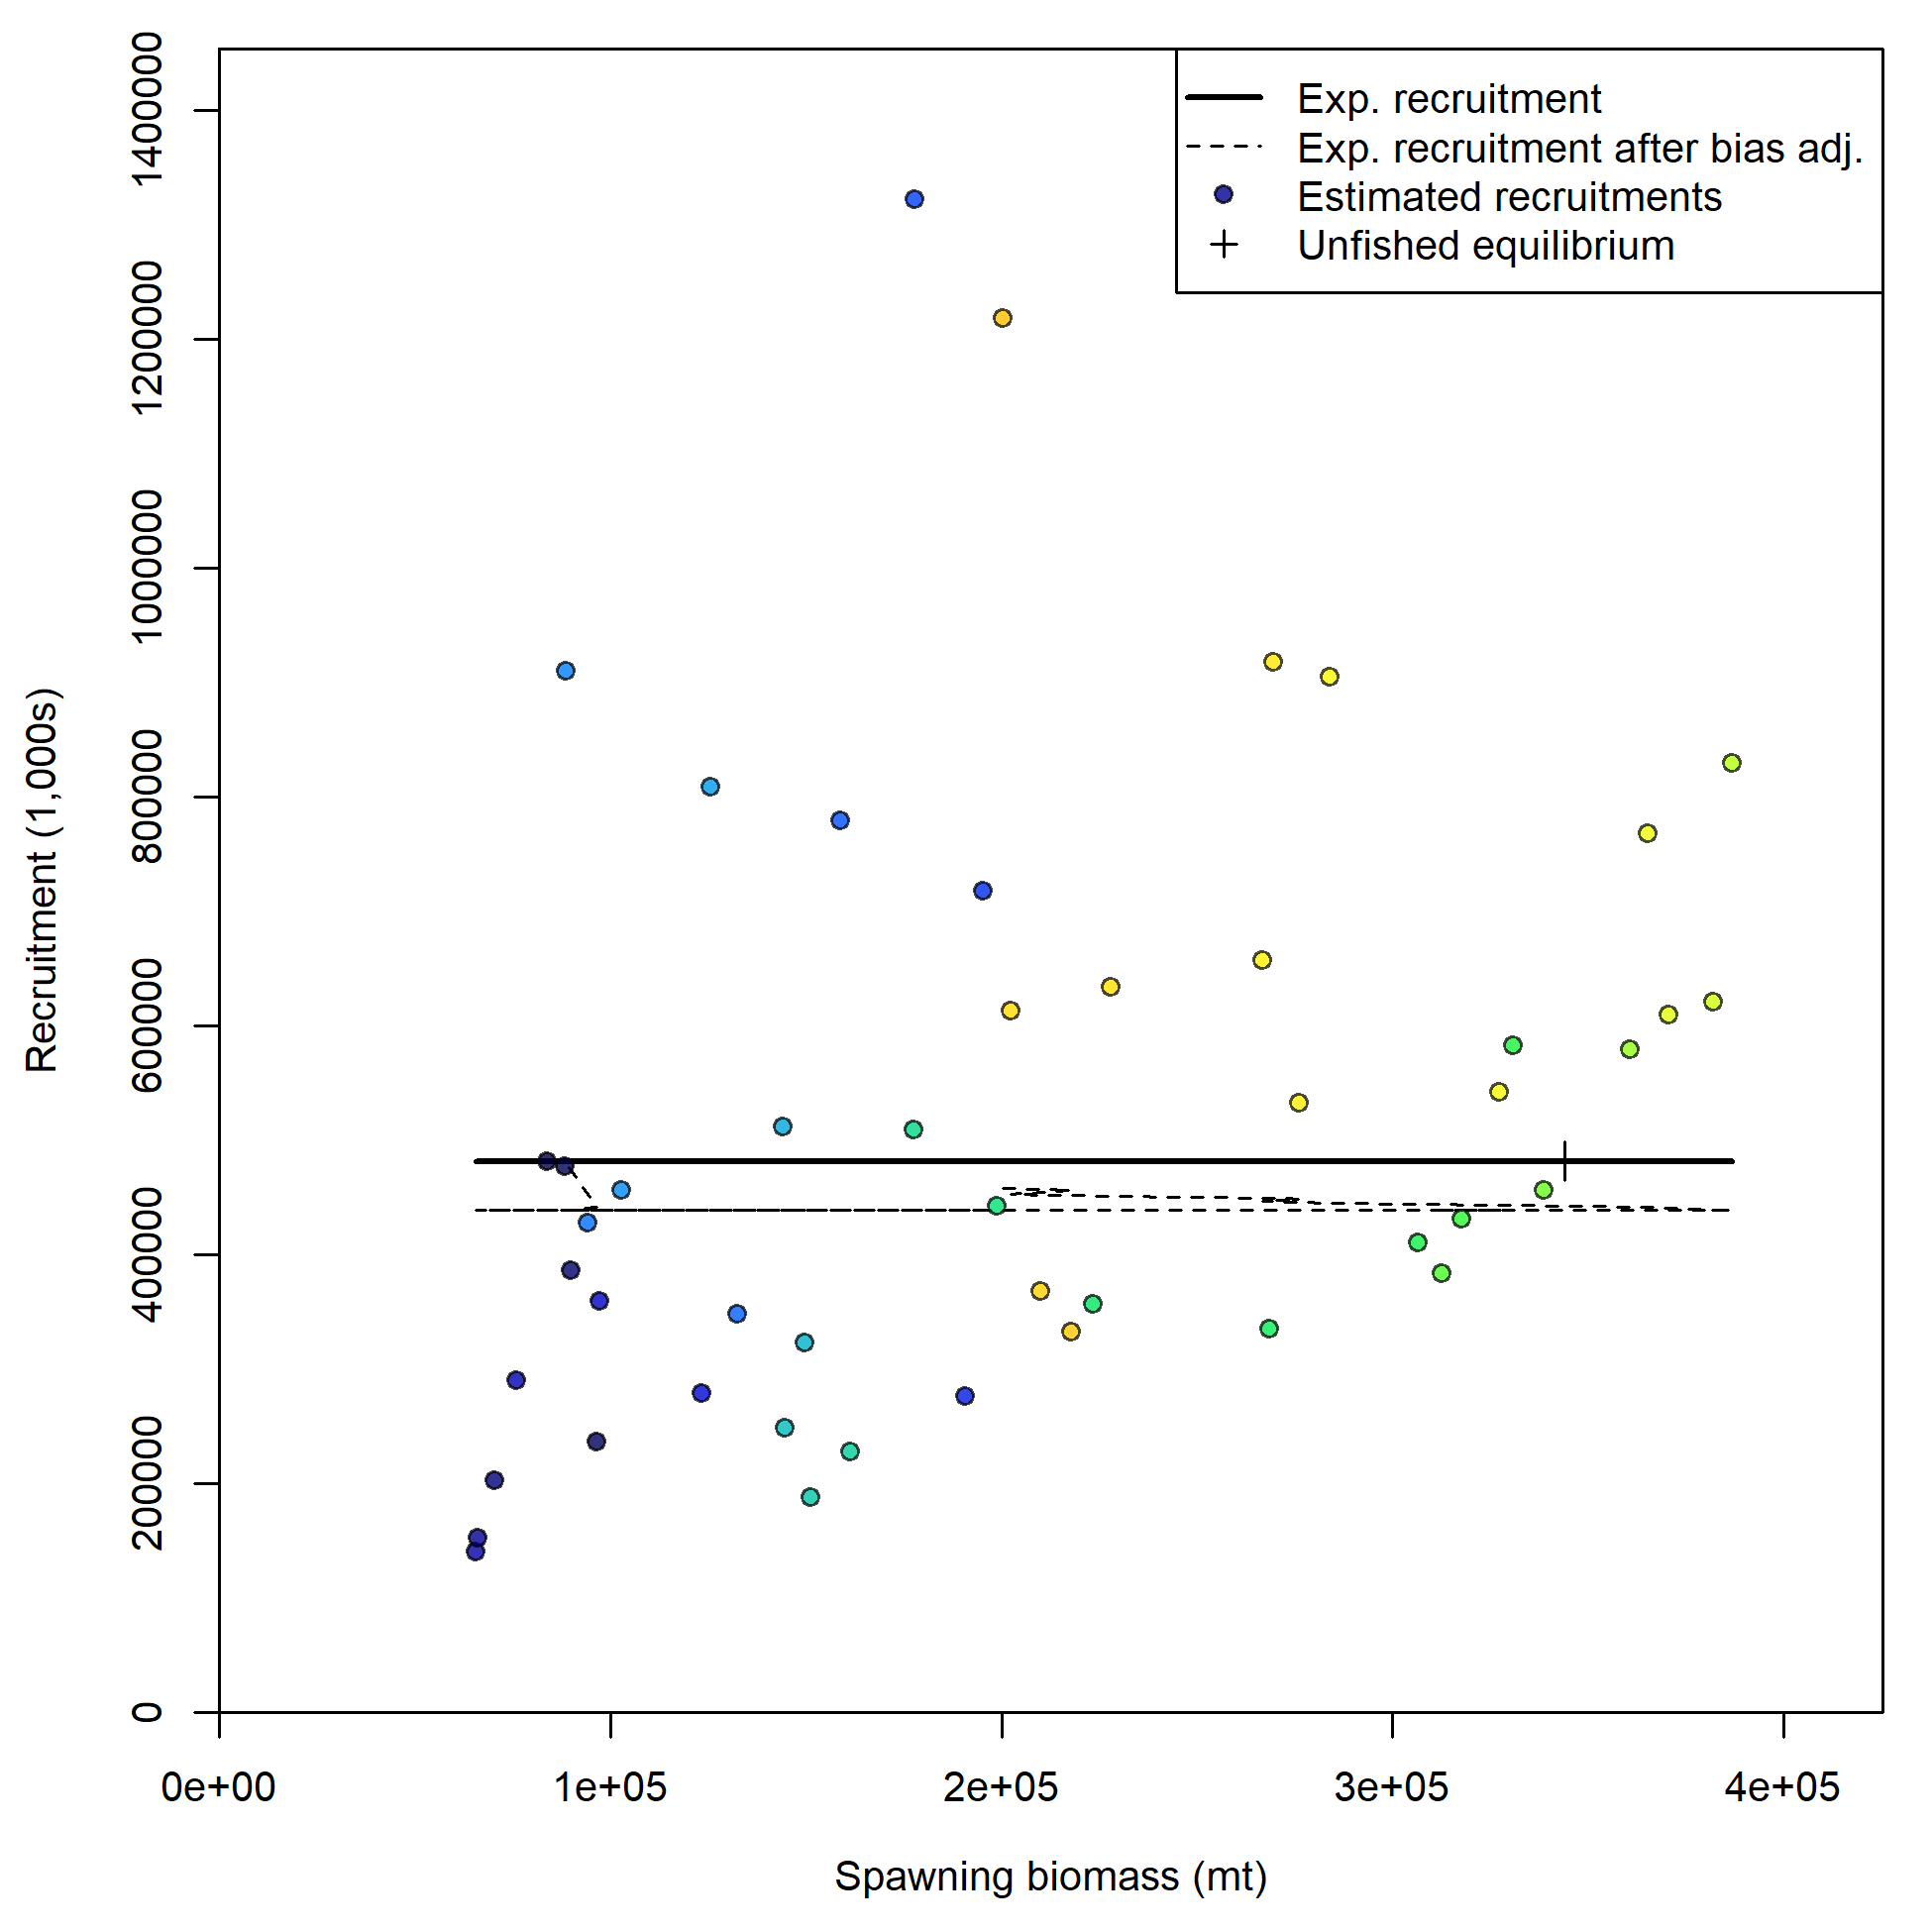 Exp. recruitment
Exp. recruitment after bias adj.
Estimated recruitments
Unfished equilibrium
Recruitment (1,000s)
1400000
1200000
1000000
800000
600000
400000
200000
0
0e+00 1e+05 2e+05 3e+05 4e+05
Spawning biomass (mt)